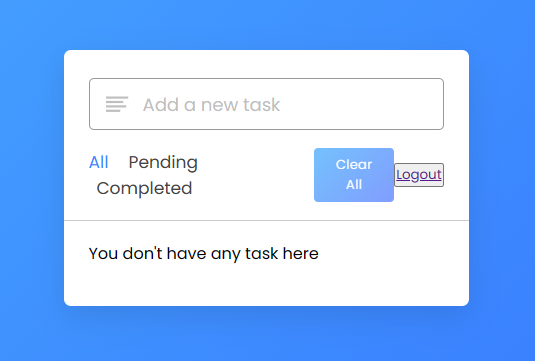 Add a new task
All Pending Clear
Completed All Logout
You don't have any task here